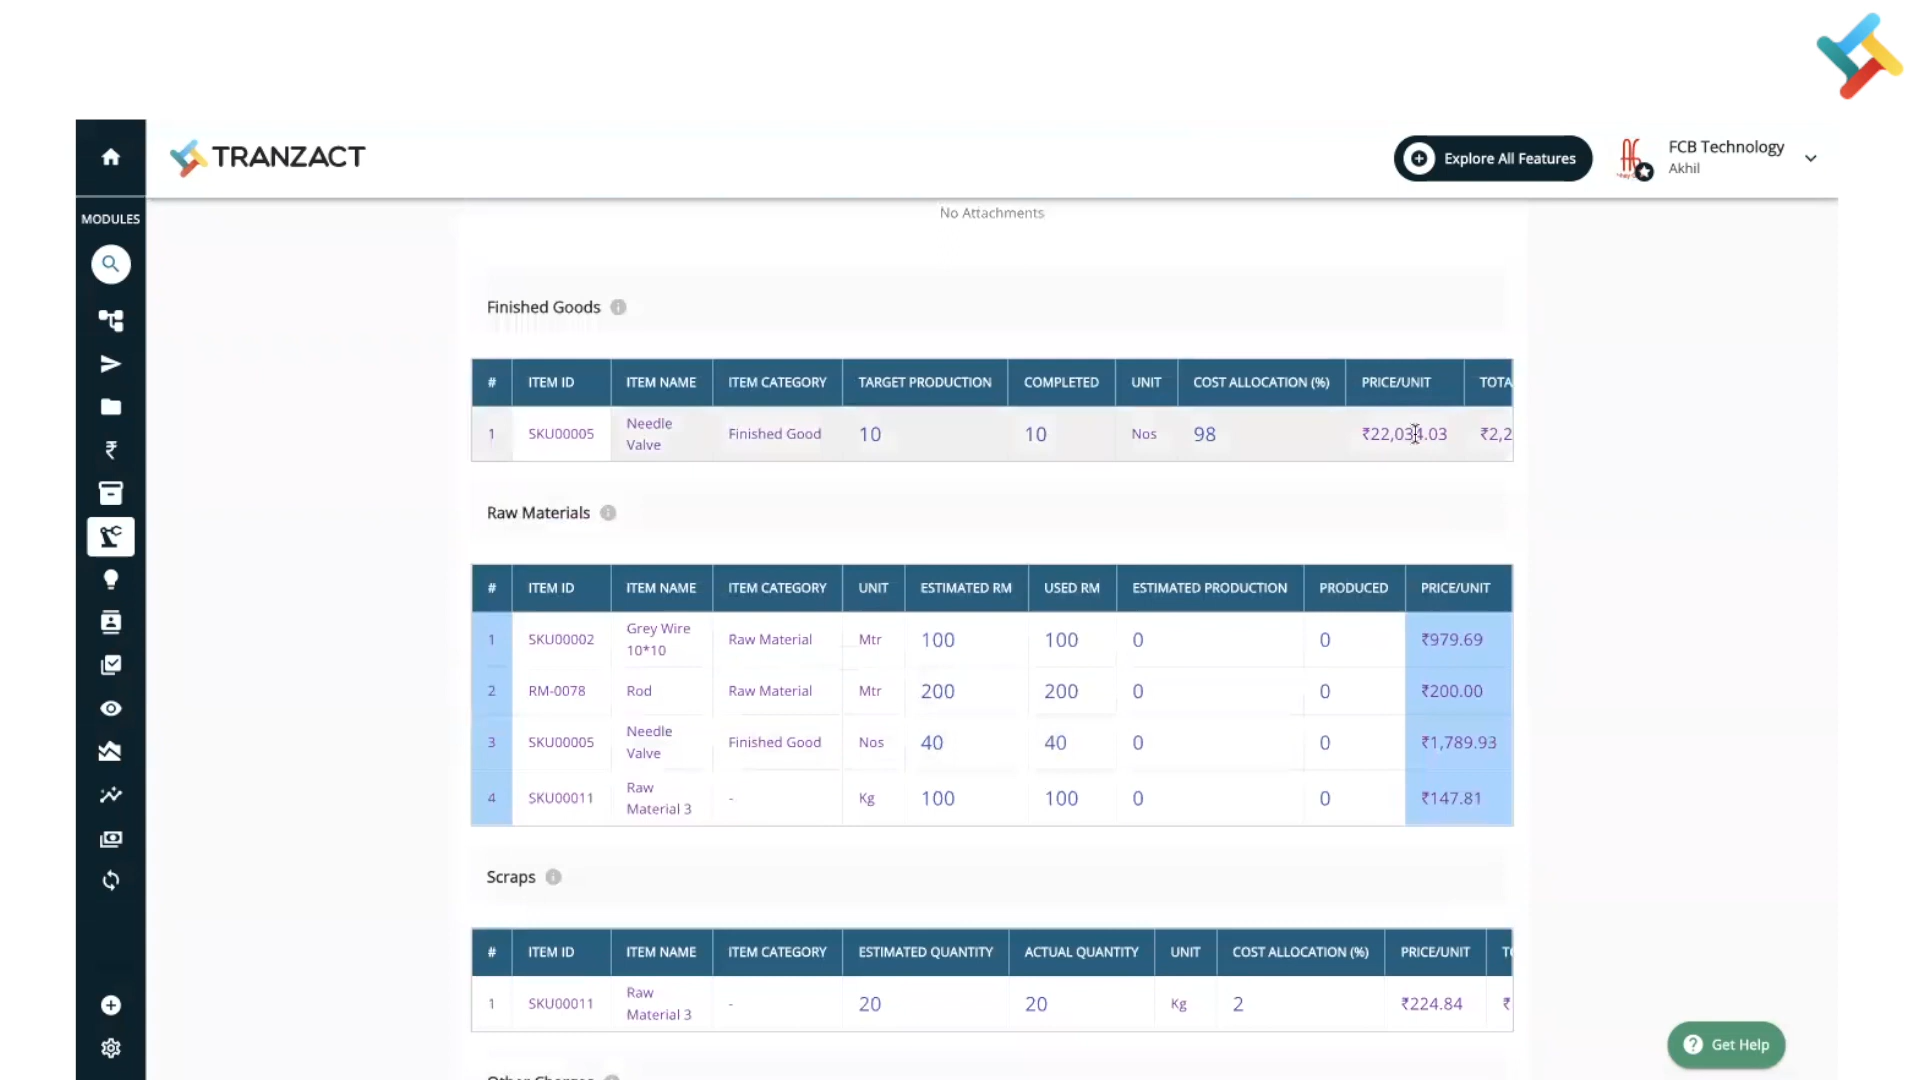 TRANZACT
Explore All Features
FCB Technology
Akhil
MODULES
No Attachments
Finished Goods
# ITEM ID ITEM NAME ITEM CATEGORY TARGET PRODUCTION COMPLETED UNIT COST ALLOCATION (%) PRICE/UNIT TOTA
1 SKU00005 Needle Valve Finished Good 10 10 Nos 98 ₹22,034.03 ₹2,2
Raw Materials
# ITEM ID ITEM NAME ITEM CATEGORY UNIT ESTIMATED RM USED RM ESTIMATED PRODUCTION PRODUCED PRICE/UNIT
1 SKU00002 Grey Wire 10*10 Raw Material Mtr 100 100 0 0 ₹979.69
2 RM-0078 Rod Raw Material Mtr 200 200 0 0 ₹200.00
3 SKU00005 Needle Valve Finished Good Nos 40 40 0 0 ₹1,789.93
4 SKU00011 Raw Material 3 - Kg 100 100 0 0 ₹147.81
Scraps
# ITEM ID ITEM NAME ITEM CATEGORY ESTIMATED QUANTITY ACTUAL QUANTITY UNIT COST ALLOCATION (%) PRICE/UNIT
1 SKU00011 Raw Material 3 - 20 20 Kg 2 ₹224.84 ₹
Get Help